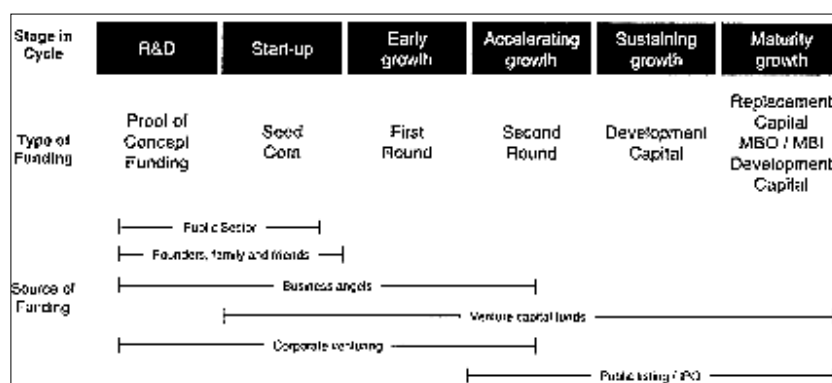 Stage in
Cycle
R&D
Start-up
Early
growth
Accelerating
growth
Sustaining
growth
Maturity
growth
Type of
Funding
Proof of
Concept
Funding
Seed
Corn
First
Round
Second
Round
Development
Capital
Replacement
Capital
MBO / MBI
Development
Capital
Source of
Funding
Public Sector
Founders, family and friends
Business angels
Venture capital funds
Corporate venturing
Public listing / IPO